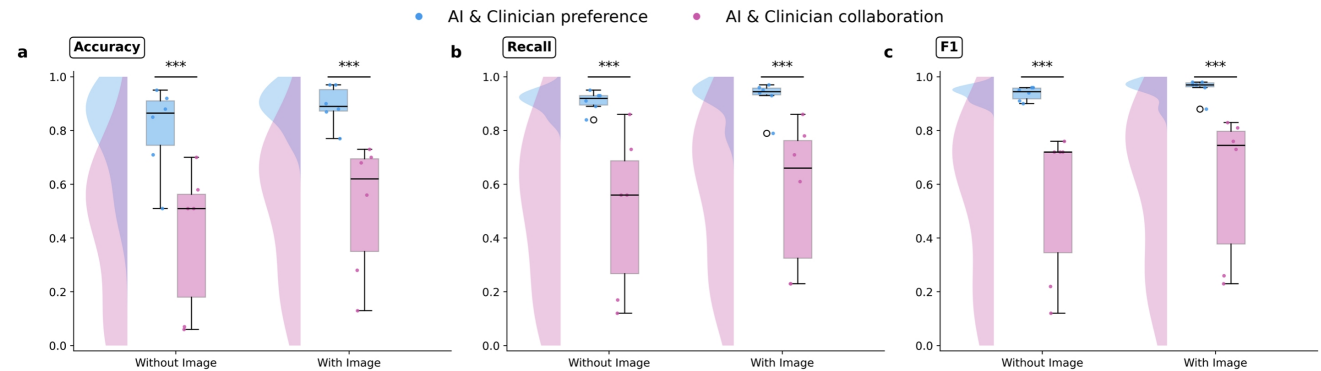 AI & Clinician preference AI & Clinician collaboration
a Accuracy
b Recall
c F1
*** *** *** *** *** ***
1.0 1.0 1.0
0.8 0.8 0.8
0.6 0.6 0.6
0.4 0.4 0.4
0.2 0.2 0.2
0.0 0.0 0.0
Without Image With Image Without Image With Image Without Image With Image